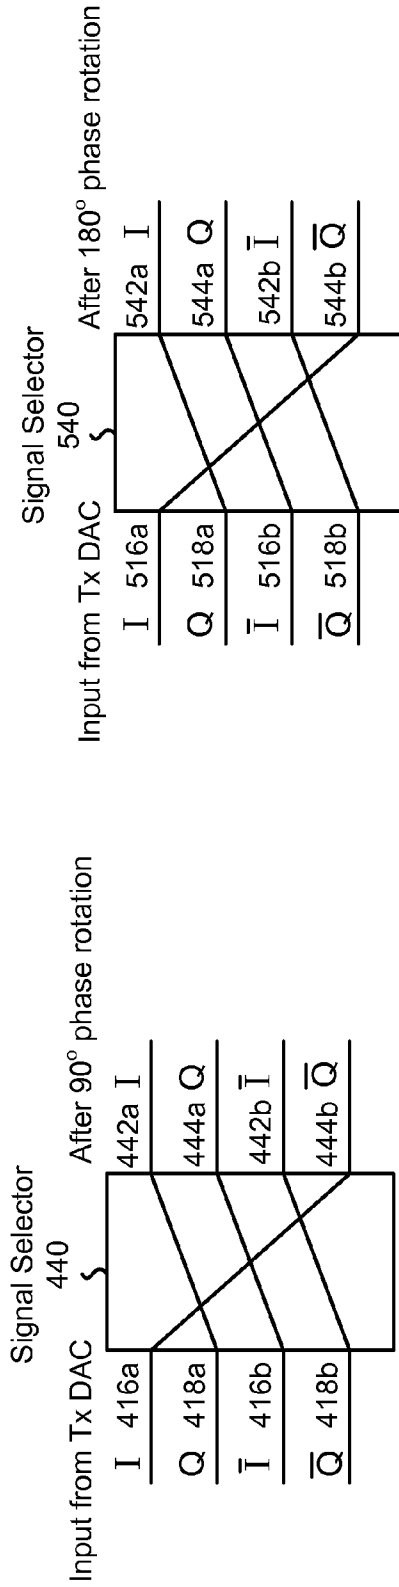 Signal Selector
440
Input from Tx DAC After 90° phase rotation
I 416a 442a I
Q 418a 444a Q
I̅ 416b 442b I̅
Q̅ 418b 444b Q̅
Signal Selector
540
Input from Tx DAC After 180° phase rotation
I 516a 542a I
Q 518a 544a Q
I̅ 516b 542b I̅
Q̅ 518b 544b Q̅